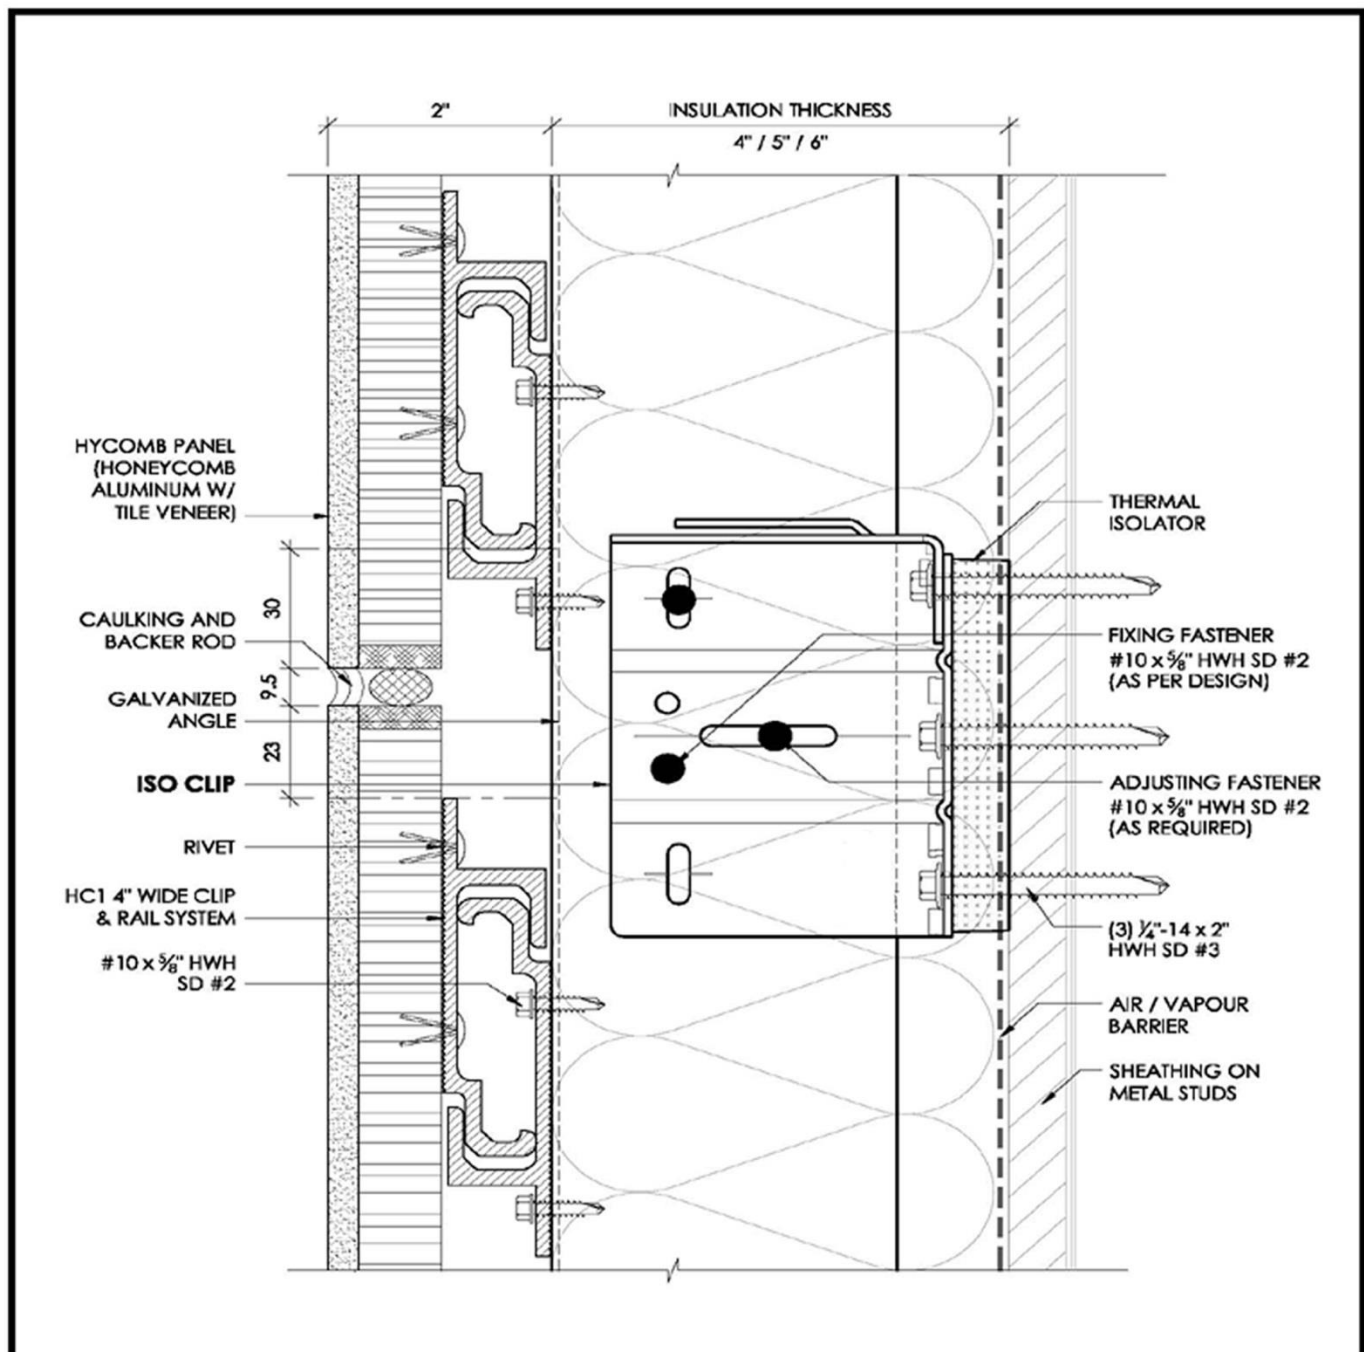 2"
INSULATION THICKNESS
4" / 5" / 6"
HYCOMB PANEL
(HONEYCOMB
ALUMINUM W/
TILE VENEER)
30
CAULKING AND
BACKER ROD
9.5
GALVANIZED
ANGLE
23
ISO CLIP
RIVET
HC1 4" WIDE CLIP
& RAIL SYSTEM
#10 x 5/8" HWH
SD #2
THERMAL
ISOLATOR
FIXING FASTENER
#10 x 5/8" HWH SD #2
(AS PER DESIGN)
ADJUSTING FASTENER
#10 x 5/8" HWH SD #2
(AS REQUIRED)
(3) 1/4"-14 x 2"
HWH SD #3
AIR / VAPOUR
BARRIER
SHEATHING ON
METAL STUDS